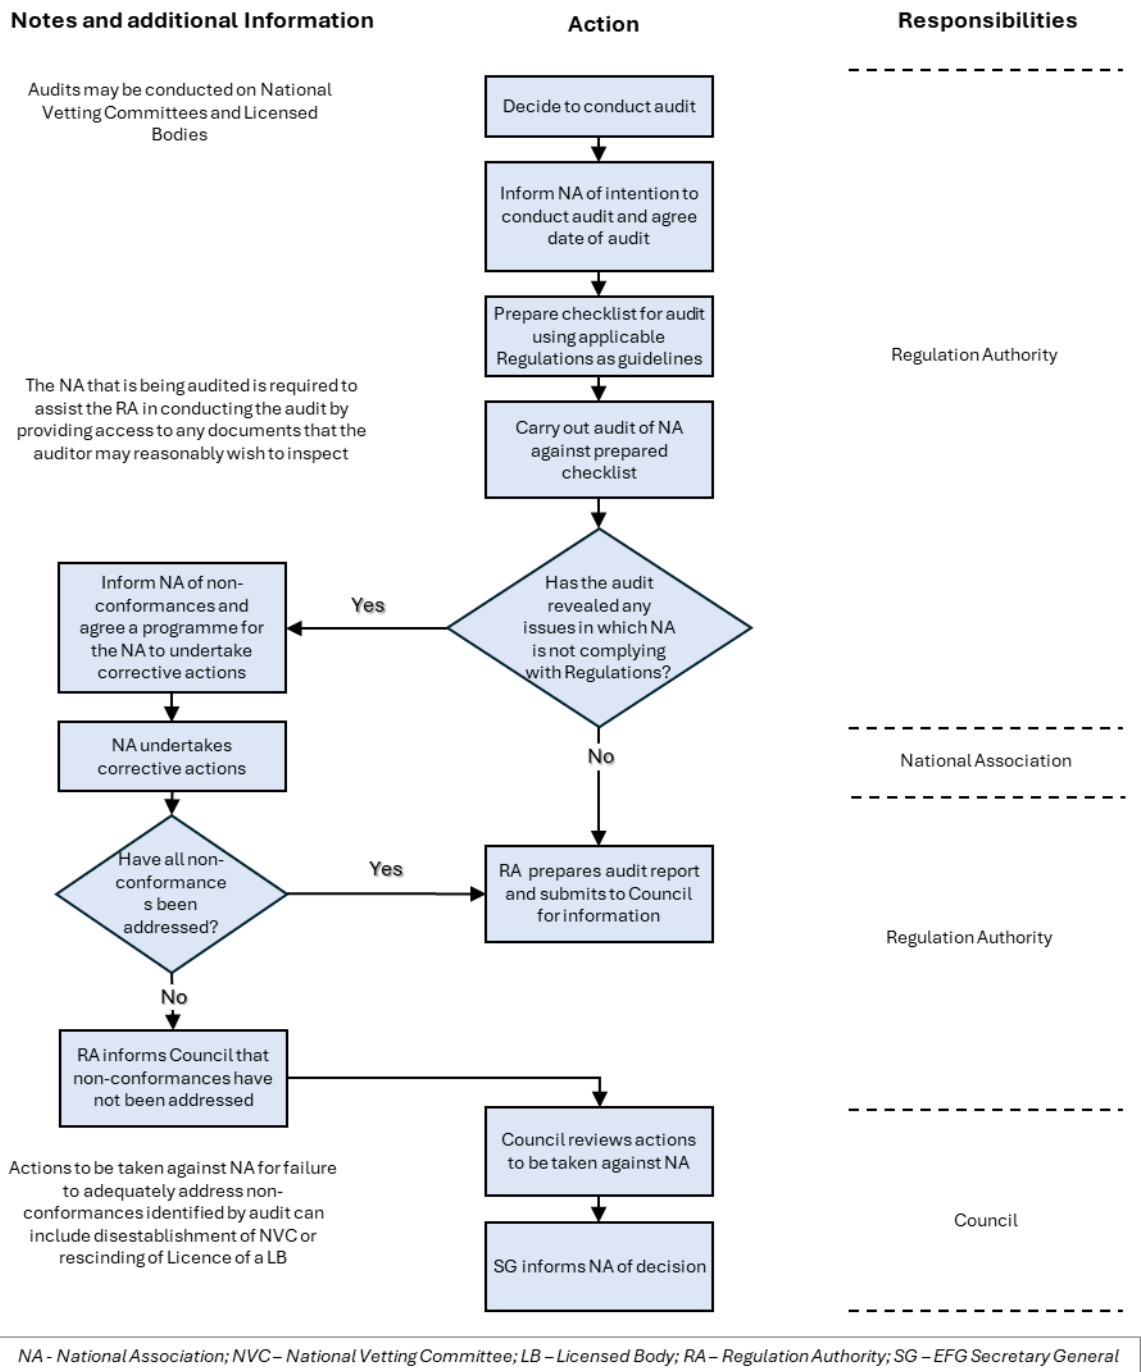 Notes and additional Information
Action
Responsibilities
Audits may be conducted on National
Vetting Committees and Licensed
Bodies
Decide to conduct audit
Inform NA of intention to
conduct audit and agree
date of audit
Prepare checklist for audit
using applicable
Regulations as guidelines
Regulation Authority
The NA that is being audited is required to
assist the RA in conducting the audit by
providing access to any documents that the
auditor may reasonably wish to inspect
Carry out audit of NA
against prepared
checklist
Has the audit
revealed any
issues in which NA
is not complying
with Regulations?
Yes
Inform NA of non-
conformances and
agree a programme for
the NA to undertake
corrective actions
NA undertakes
corrective actions
No
National Association
Have all non-
conformance
s been
addressed?
Yes
RA prepares audit report
and submits to Council
for information
Regulation Authority
No
RA informs Council that
non-conformances have
not been addressed
Council reviews actions
to be taken against NA
Actions to be taken against NA for failure
to adequately address non-
conformances identified by audit can
include disestablishment of NVC or
rescinding of Licence of a LB
Council
SG informs NA of decision
NA - National Association; NVC – National Vetting Committee; LB – Licensed Body; RA – Regulation Authority; SG – EFG Secretary General